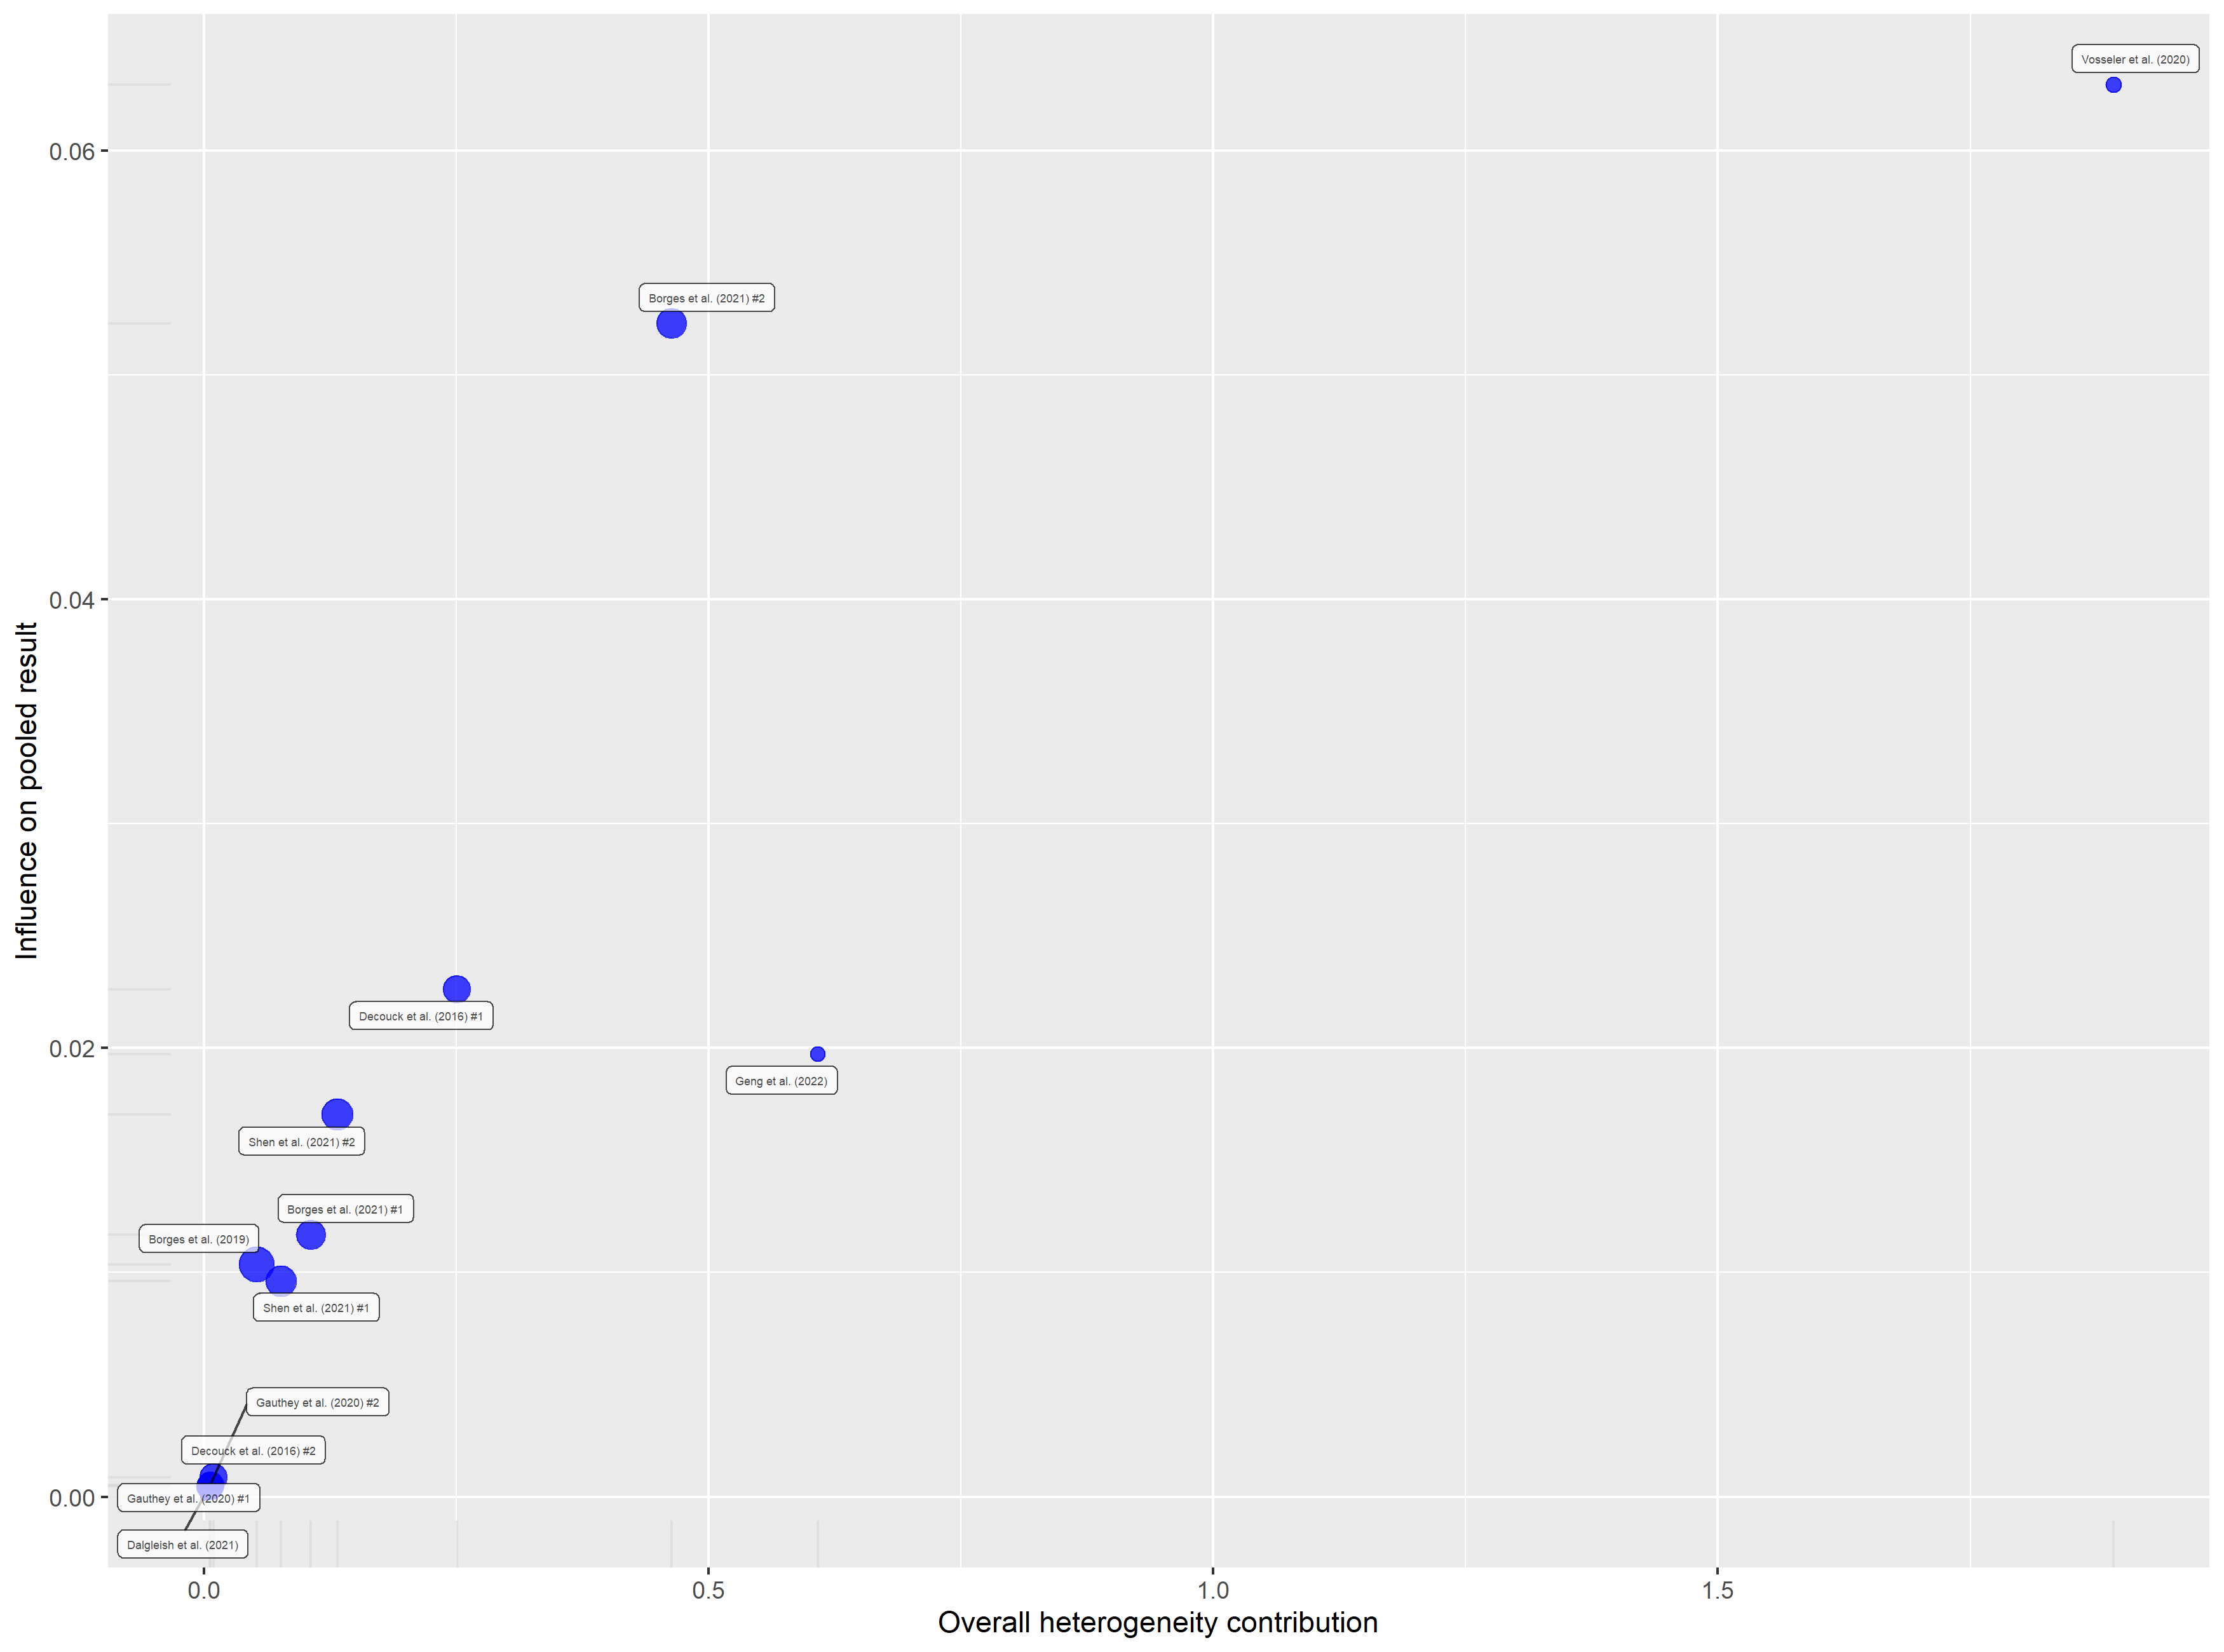 Vosseler et al. (2020)
0.06
Borges et al. (2021) #2
0.04
Influence on pooled result
Decouck et al. (2016) #1
0.02
Geng et al. (2022)
Shen et al. (2021) #2
Borges et al. (2021) #1
Borges et al. (2019)
Shen et al. (2021) #1
Gauthey et al. (2020) #2
Decouck et al. (2016) #2
0.00
Gauthey et al. (2020) #1
Dalgleish et al. (2021)
0.0 0.5 1.0 1.5
Overall heterogeneity contribution